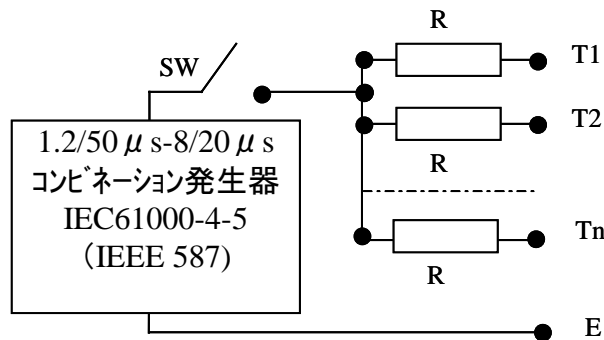 R
T1
SW
T2
1.2/50μs-8/20μs
コンビネーション発生器
R
IEC61000-4-5
(IEEE 587)
Tn
R
E